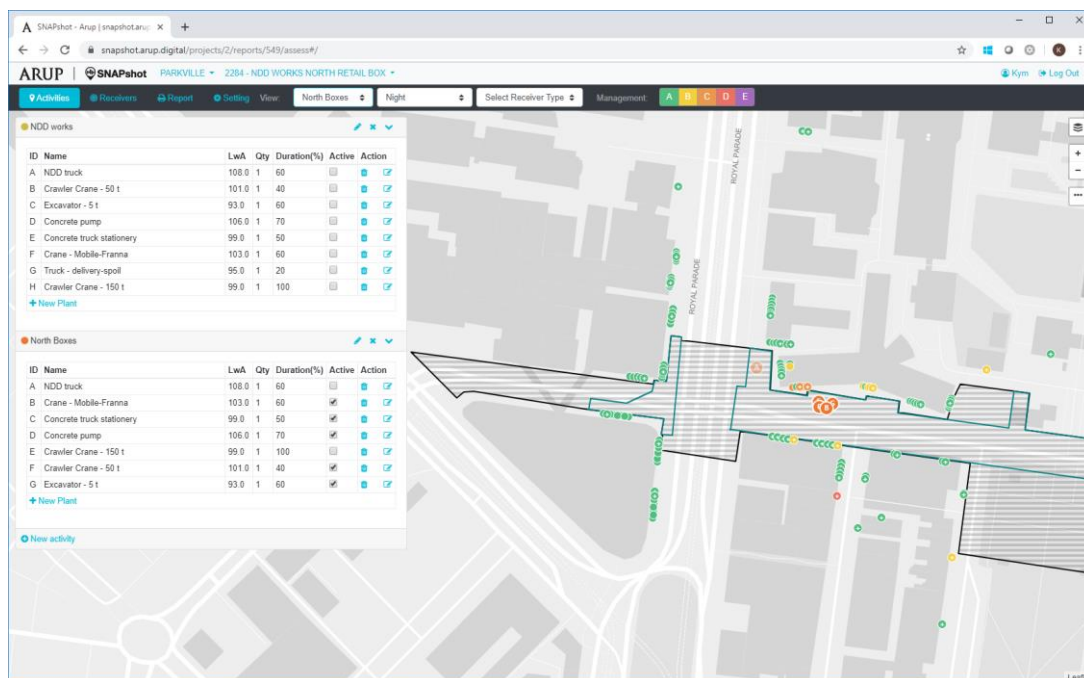 SNAPshot - Arup | snapshot.aru
snapshot.arup.digital/projects/2/reports/549/assess#/
K
ARUP | SNAPshot PARKVILLE 2284 - NDD WORKS NORTH RETAIL BOX Kym Log Out
Activities Receivers Report Setting View: North Boxes Night Select Receiver Type Management: A B C D E
NDD works
ID Name LwA Qty Duration(%) Active Action
A NDD truck 108.0 1 60
B Crawler Crane - 50 t 101.0 1 40
C Excavator - 5 t 93.0 1 60
D Concrete pump 106.0 1 70
E Concrete truck stationery 99.0 1 50
F Crane - Mobile-Franna 103.0 1 60
G Truck - delivery-spoil 95.0 1 20
H Crawler Crane - 150 t 99.0 1 100
+ New Plant
North Boxes
ID Name LwA Qty Duration(%) Active Action
A NDD truck 108.0 1 60
B Crane - Mobile-Franna 103.0 1 60
C Concrete truck stationery 99.0 1 50
D Concrete pump 106.0 1 70
E Crawler Crane - 150 t 99.0 1 100
F Crawler Crane - 50 t 101.0 1 40
G Excavator - 5 t 93.0 1 60
+ New Plant
New activity
ROYAL PARADE
ROYAL PARADE